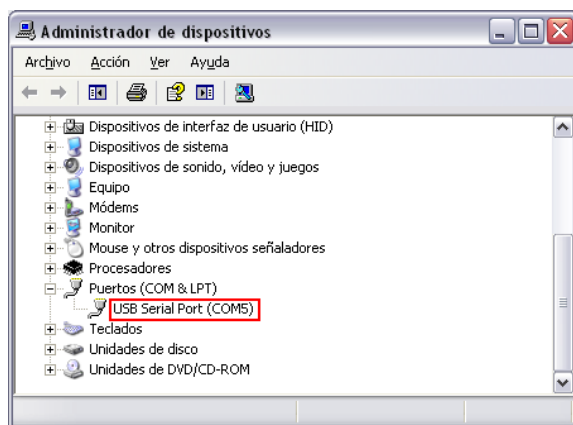 Administrador de dispositivos
Archivo Acción Ver Ayuda
Dispositivos de interfaz de usuario (HID)
Dispositivos de sistema
Dispositivos de sonido, vídeo y juegos
Equipo
Módems
Monitor
Mouse y otros dispositivos señaladores
Procesadores
Puertos (COM & LPT)
USB Serial Port (COM5)
Teclados
Unidades de disco
Unidades de DVD/CD-ROM